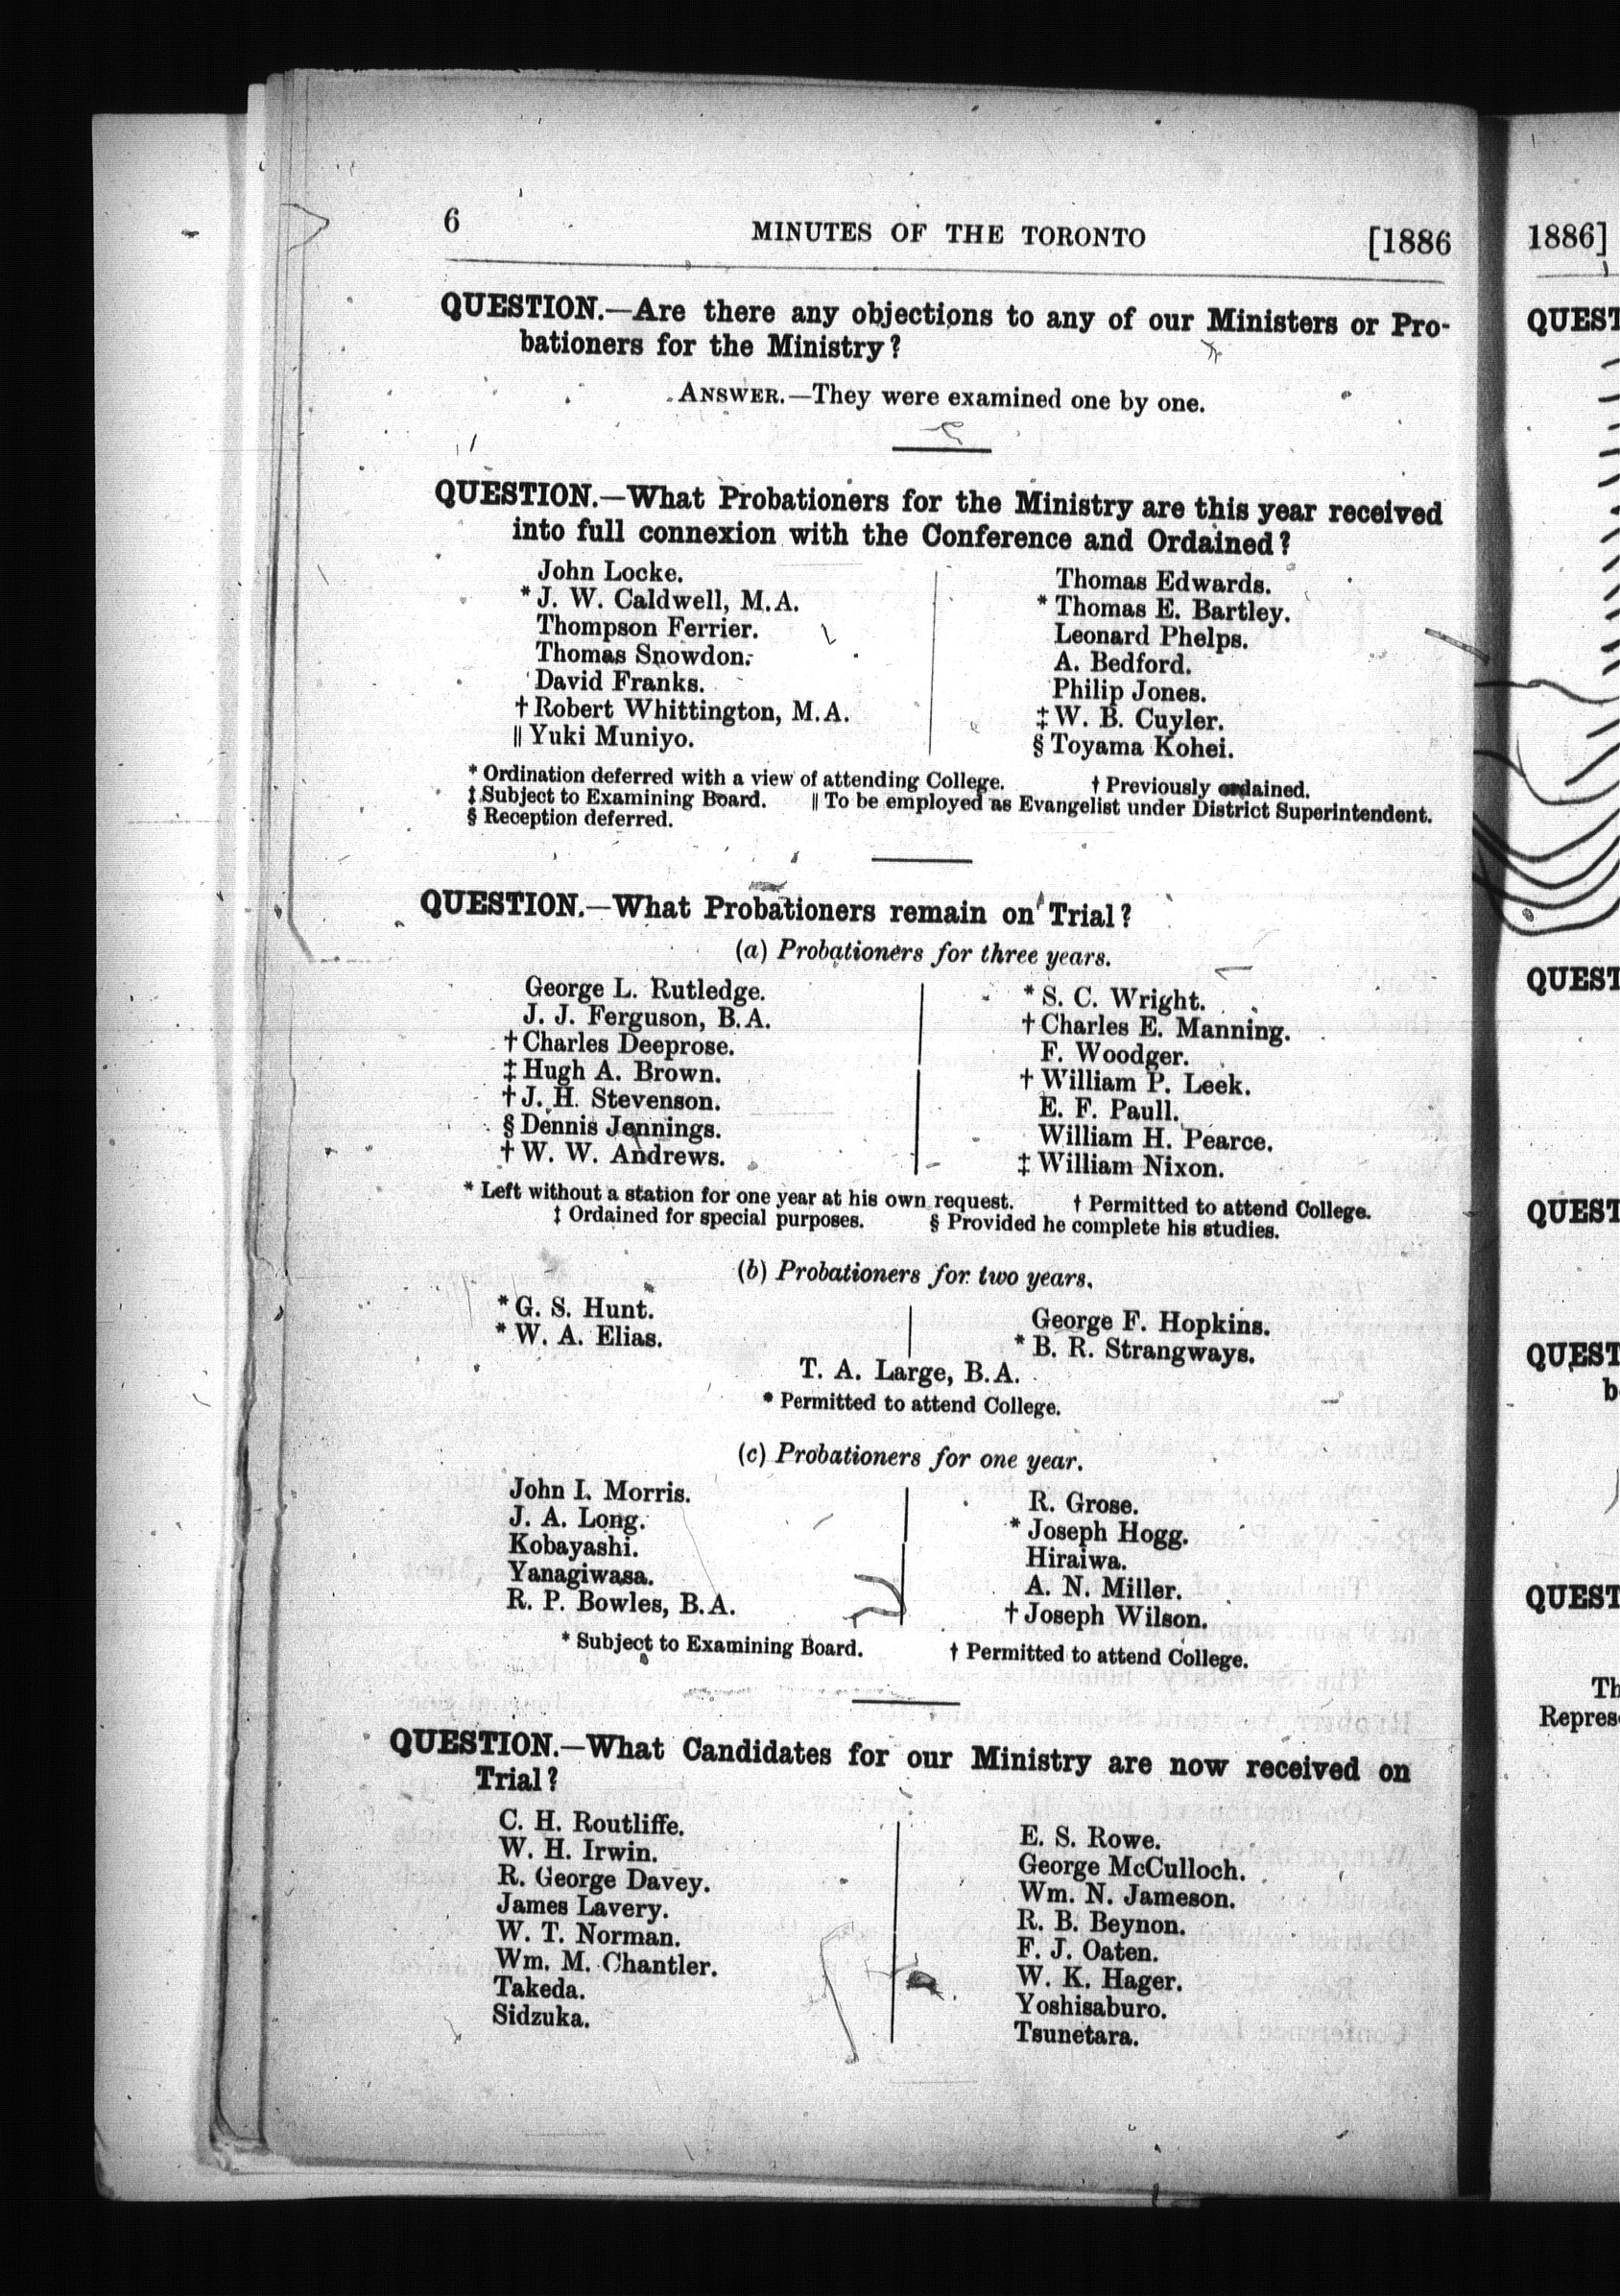 6 MINUTES OF THE TORONTO [1886
QUESTION.—Are there any objections to any of our Ministers or Pro-
bationers for the Ministry?
ANSWER.—They were examined one by one.
QUESTION.—What Probationers for the Ministry are this year received
into full connexion with the Conference and Ordained?
John Locke.
* J. W. Caldwell, M.A.
Thompson Ferrier.
Thomas Snowdon.
David Franks.
† Robert Whittington, M.A.
‖ Yuki Muniyo.
Thomas Edwards.
* Thomas E. Bartley.
Leonard Phelps.
A. Bedford.
Philip Jones.
‡ W. B. Cuyler.
§ Toyama Kohei.
* Ordination deferred with a view of attending College. † Previously ordained.
‡ Subject to Examining Board. ‖ To be employed as Evangelist under District Superintendent.
§ Reception deferred.
QUESTION.—What Probationers remain on Trial?
(a) Probationers for three years.
George L. Rutledge.
J. J. Ferguson, B.A.
† Charles Deeprose.
‡ Hugh A. Brown.
† J. H. Stevenson.
§ Dennis Jennings.
† W. W. Andrews.
* S. C. Wright.
† Charles E. Manning.
F. Woodger.
† William P. Leek.
E. F. Paull.
William H. Pearce.
‡ William Nixon.
* Left without a station for one year at his own request. † Permitted to attend College.
‡ Ordained for special purposes. § Provided he complete his studies.
(b) Probationers for two years.
* G. S. Hunt.
* W. A. Elias.
George F. Hopkins.
* B. R. Strangways.
T. A. Large, B.A.
* Permitted to attend College.
(c) Probationers for one year.
John I. Morris.
J. A. Long.
Kobayashi.
Yanagiwasa.
R. P. Bowles, B.A.
R. Grose.
* Joseph Hogg.
Hiraiwa.
A. N. Miller.
† Joseph Wilson.
* Subject to Examining Board. † Permitted to attend College.
QUESTION.—What Candidates for our Ministry are now received on
Trial?
C. H. Routliffe.
W. H. Irwin.
R. George Davey.
James Lavery.
W. T. Norman.
Wm. M. Chantler.
Takeda.
Sidzuka.
E. S. Rowe.
George McCulloch.
Wm. N. Jameson.
R. B. Beynon.
F. J. Oaten.
W. K. Hager.
Yoshisaburo.
Tsunetara.
1886]
QUEST
QUEST
QUEST
QUEST
b
QUEST
Th
Repres